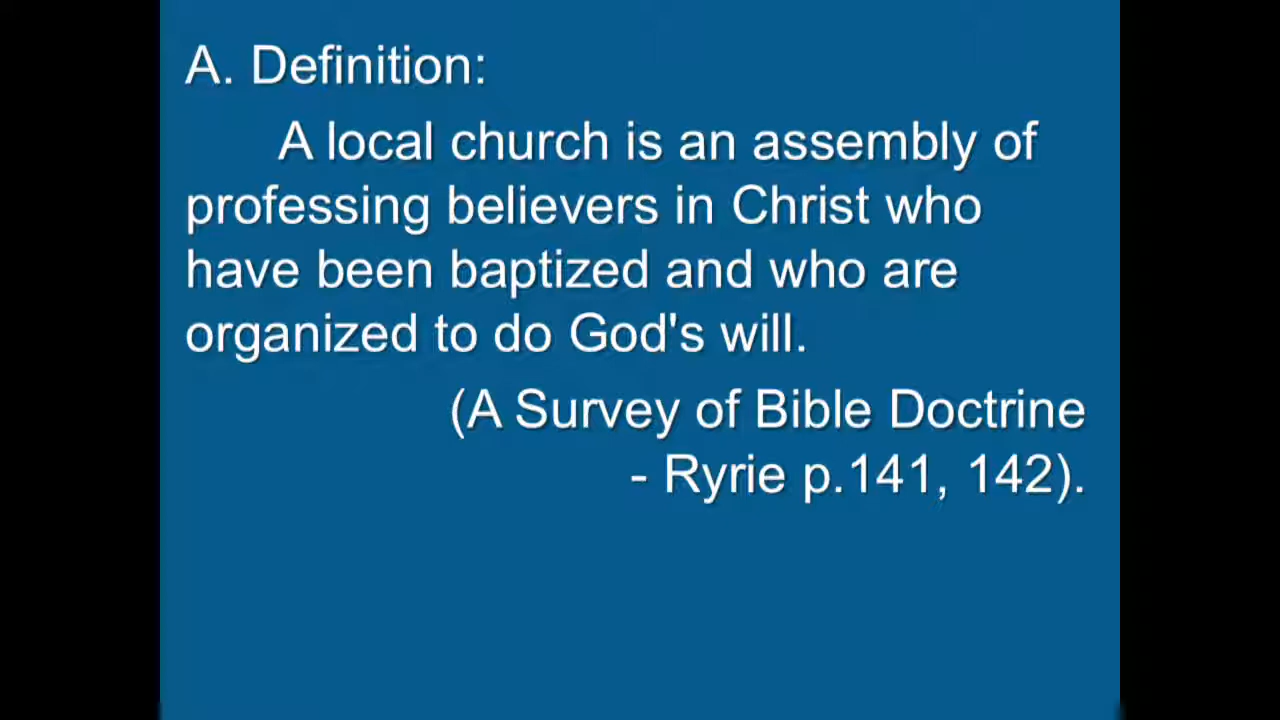 A. Definition:
A local church is an assembly of
professing believers in Christ who
have been baptized and who are
organized to do God's will.
(A Survey of Bible Doctrine
- Ryrie p.141, 142).